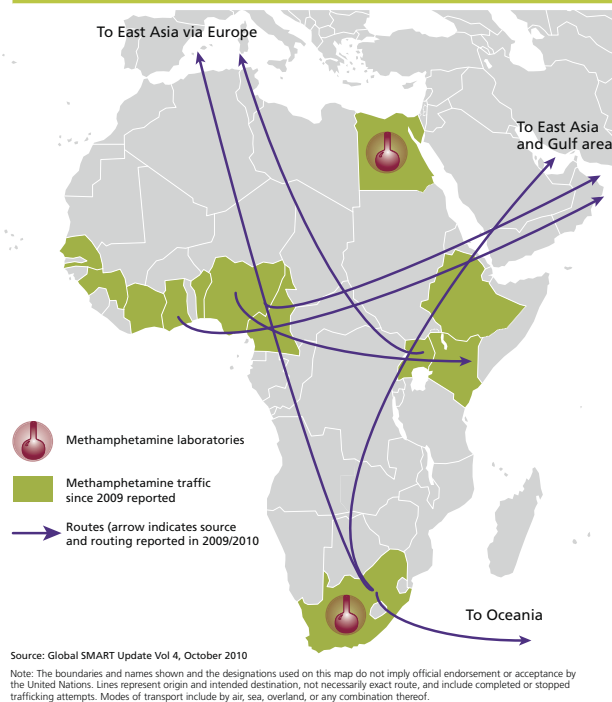 To East Asia via Europe
To East Asia
and Gulf area
Methamphetamine laboratories
Methamphetamine traffic
since 2009 reported
Routes (arrow indicates source
and routing reported in 2009/2010
To Oceania
Source: Global SMART Update Vol 4, October 2010
Note: The boundaries and names shown and the designations used on this map do not imply official endorsement or acceptance by
the United Nations. Lines represent origin and intended destination, not necessarily exact route, and include completed or stopped
trafficking attempts. Modes of transport include by air, sea, overland, or any combination thereof.